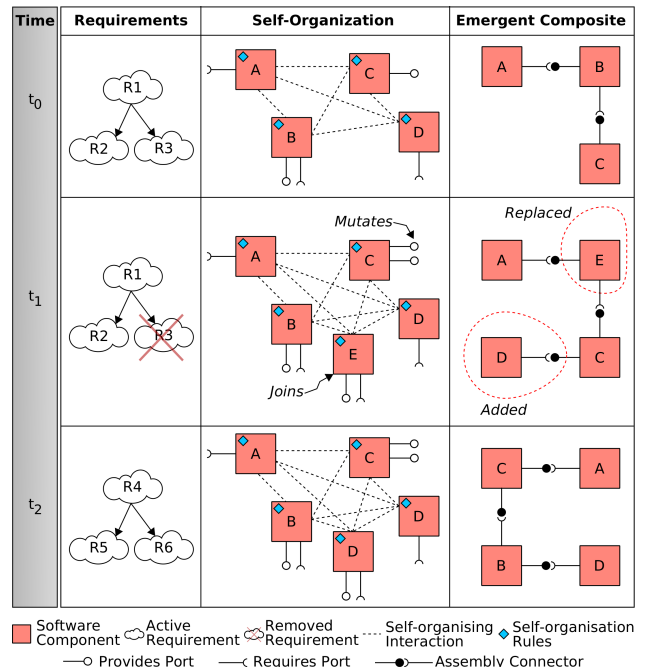 Time Requirements Self-Organization Emergent Composite
t0
R1
R2 R3
A C
B D
A B
C
t1
R1
R2 R3
Mutates
A C
B D
E
Joins
Replaced
A E
D C
Added
t2
R4
R5 R6
A C
B D
D
C A
B D
Software Component
Active Requirement
Removed Requirement
Self-organising Interaction
Self-organisation Rules
Provides Port Requires Port Assembly Connector